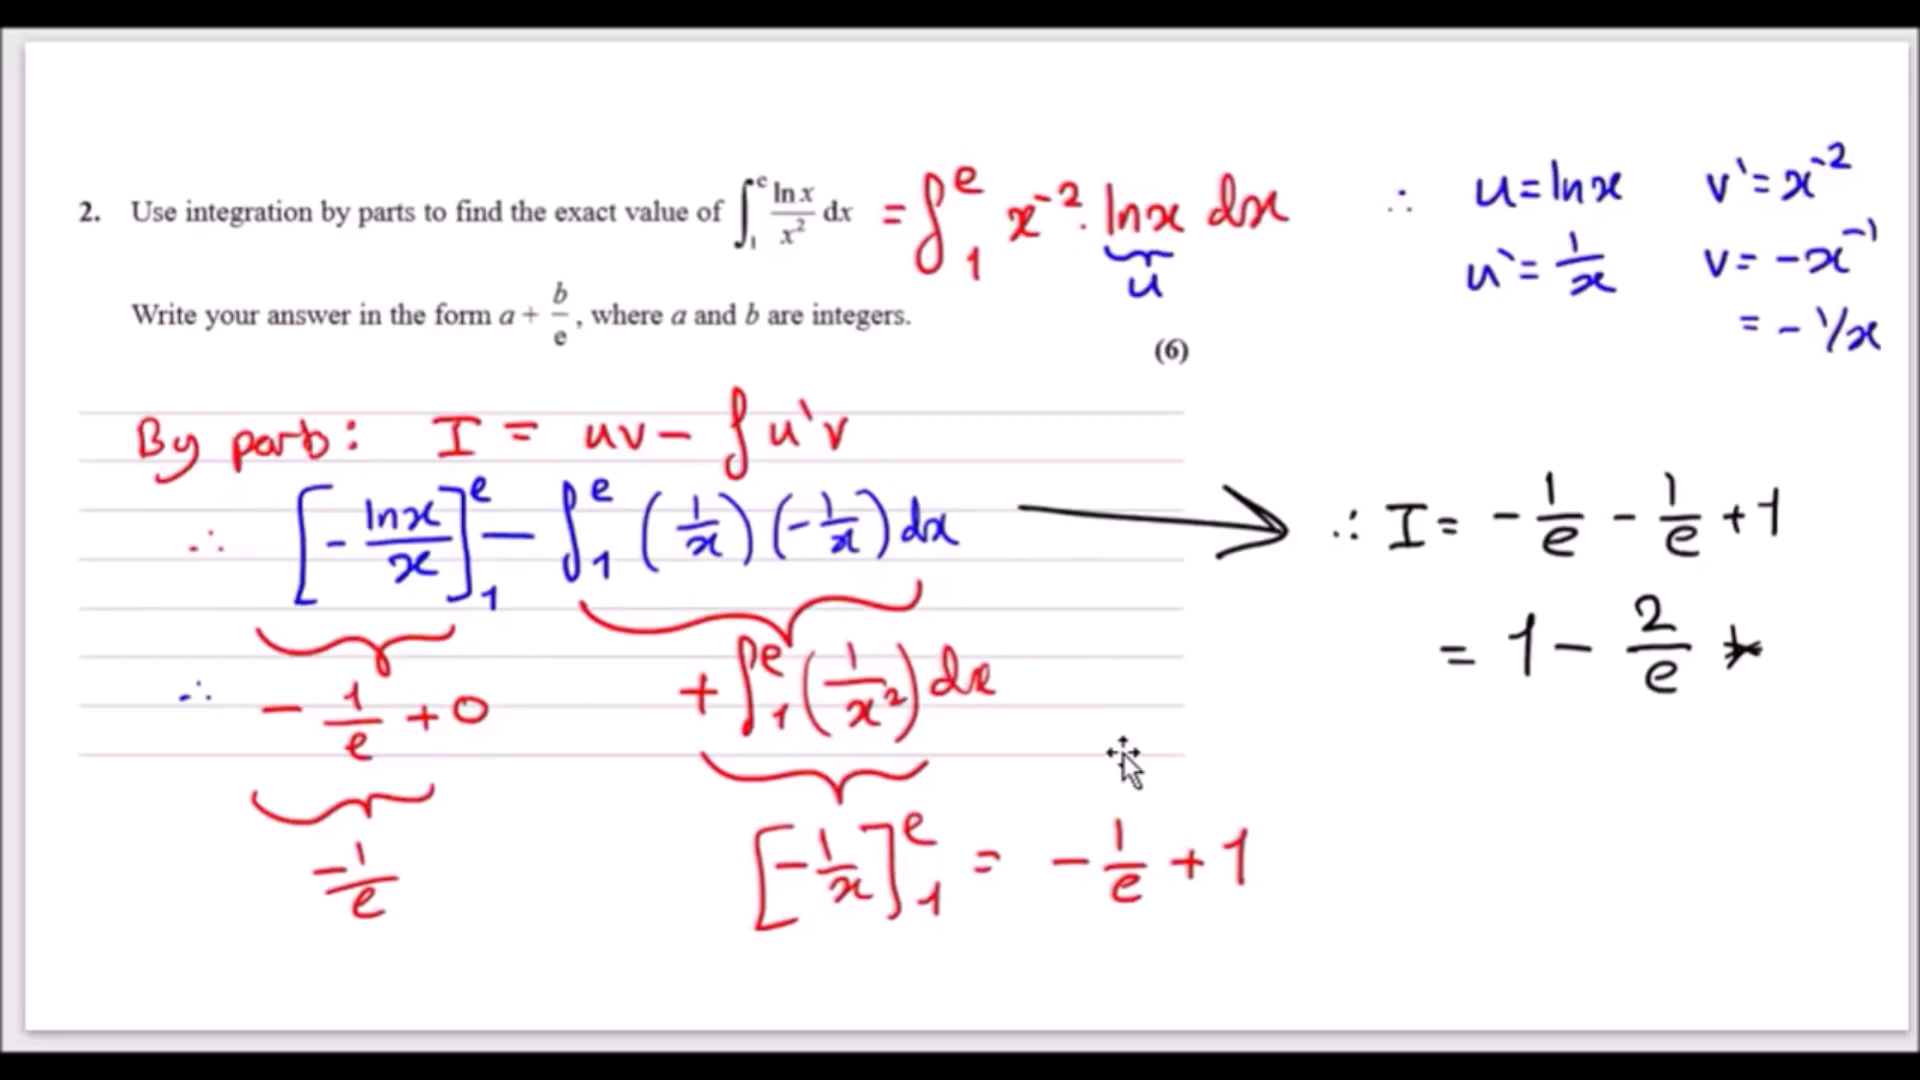 2. Use integration by parts to find the exact value of ∫₁ᵉ ln x / x² dx = ∫₁ᵉ x⁻² . lnx dx
u
∴ u = lnx v' = x⁻²
u' = 1/x v = -x⁻¹
= - 1/x
Write your answer in the form a + b/e, where a and b are integers.
(6)
By parts: I = uv - ∫u'v
∴ [- lnx/x]₁ᵉ - ∫₁ᵉ (1/x)(-1/x) dx
∴ - 1/e + 0 + ∫₁ᵉ (1/x²) dx
-1/e [-1/x]₁ᵉ = - 1/e + 1
∴ I = - 1/e - 1/e + 1
= 1 - 2/e *